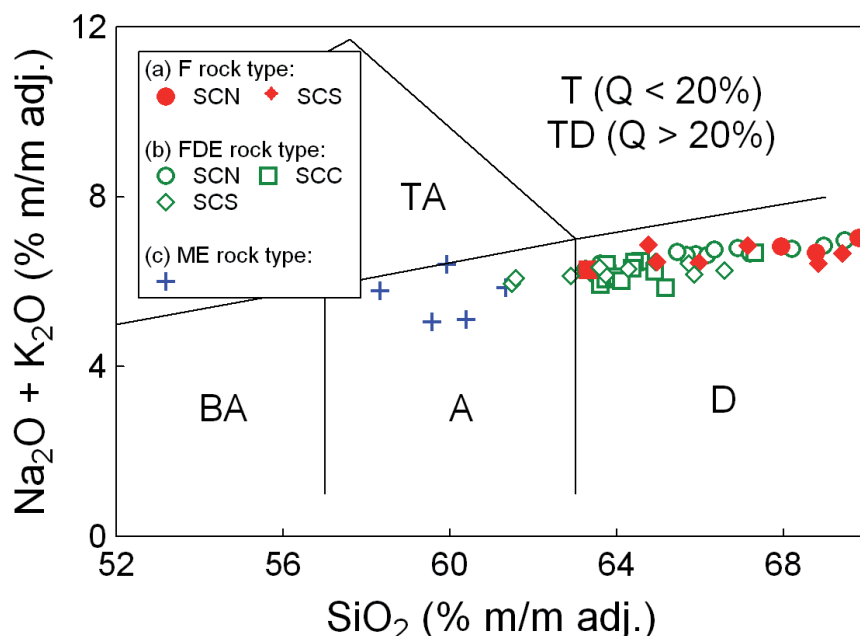 12
8
4
0
Na₂O + K₂O (% m/m adj.)
(a) F rock type:
SCN SCS
(b) FDE rock type:
SCN SCC
SCS
(c) ME rock type:
T (Q < 20%)
TD (Q > 20%)
TA
BA
A
D
52 56 60 64 68
SiO₂ (% m/m adj.)